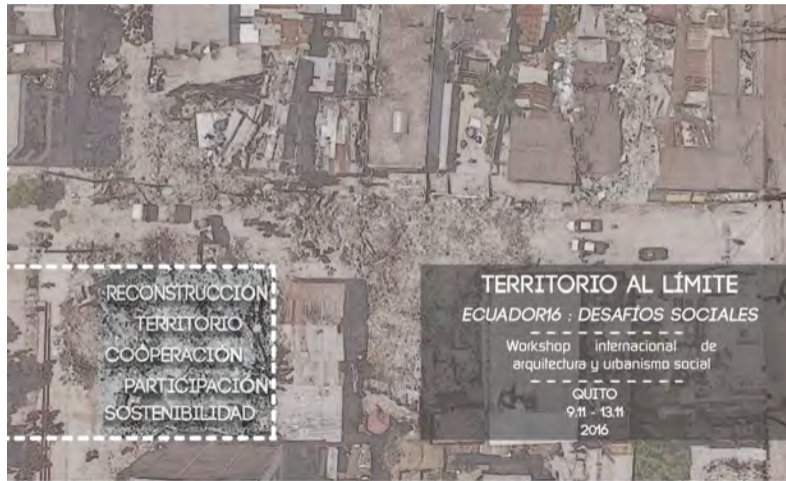 RECONSTRUCCIÓN
TERRITORIO
COOPERACIÓN
PARTICIPACIÓN
SOSTENIBILIDAD
TERRITORIO AL LÍMITE
ECUADOR16 : DESAFÍOS SOCIALES
Workshop internacional de
arquitectura y urbanismo social
QUITO
9.11 - 13.11
2016